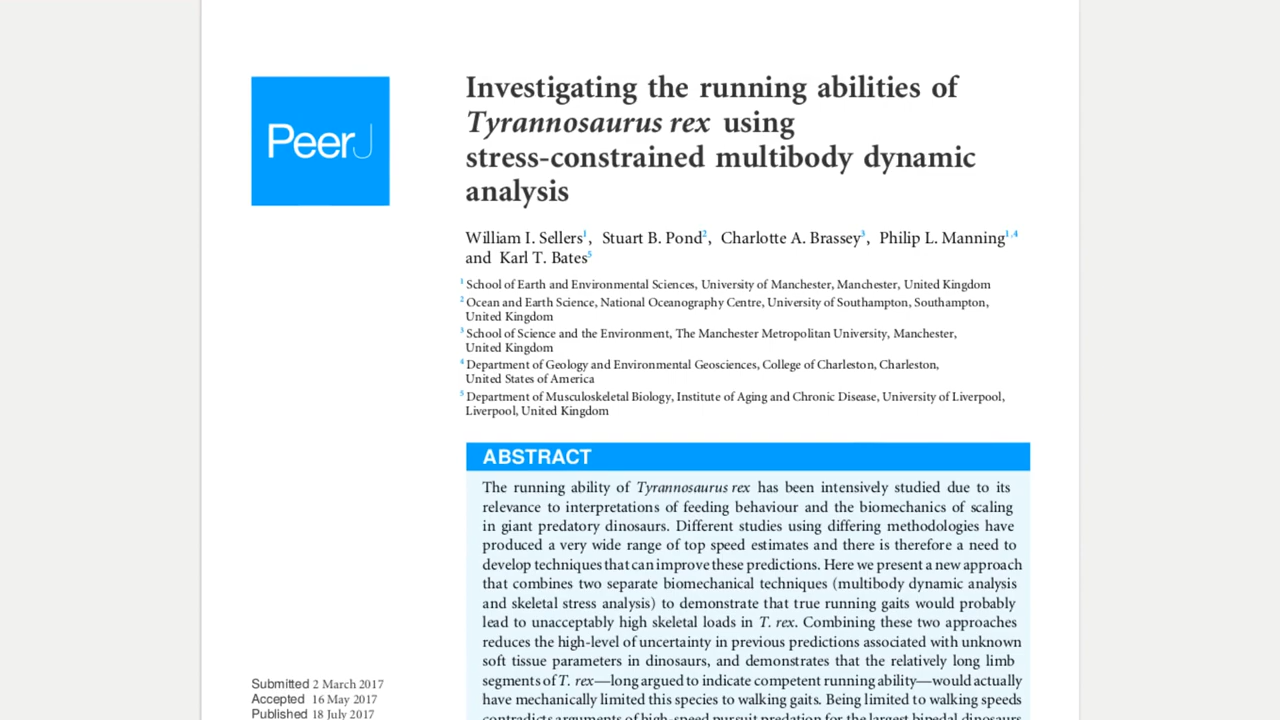 PeerJ
Investigating the running abilities of
Tyrannosaurus rex using
stress-constrained multibody dynamic
analysis
William I. Sellers1, Stuart B. Pond2, Charlotte A. Brassey3, Philip L. Manning1,4
and Karl T. Bates5
1 School of Earth and Environmental Sciences, University of Manchester, Manchester, United Kingdom
2 Ocean and Earth Science, National Oceanography Centre, University of Southampton, Southampton,
United Kingdom
3 School of Science and the Environment, The Manchester Metropolitan University, Manchester,
United Kingdom
4 Department of Geology and Environmental Geosciences, College of Charleston, Charleston,
United States of America
5 Department of Musculoskeletal Biology, Institute of Aging and Chronic Disease, University of Liverpool,
Liverpool, United Kingdom
ABSTRACT
The running ability of Tyrannosaurus rex has been intensively studied due to its
relevance to interpretations of feeding behaviour and the biomechanics of scaling
in giant predatory dinosaurs. Different studies using differing methodologies have
produced a very wide range of top speed estimates and there is therefore a need to
develop techniques that can improve these predictions. Here we present a new approach
that combines two separate biomechanical techniques (multibody dynamic analysis
and skeletal stress analysis) to demonstrate that true running gaits would probably
lead to unacceptably high skeletal loads in T. rex. Combining these two approaches
reduces the high-level of uncertainty in previous predictions associated with unknown
soft tissue parameters in dinosaurs, and demonstrates that the relatively long limb
segments of T. rex—long argued to indicate competent running ability—would actually
have mechanically limited this species to walking gaits. Being limited to walking speeds
contradicts arguments of high-speed pursuit predation for the largest bipedal dinosaurs
Submitted 2 March 2017
Accepted 16 May 2017
Published 18 July 2017